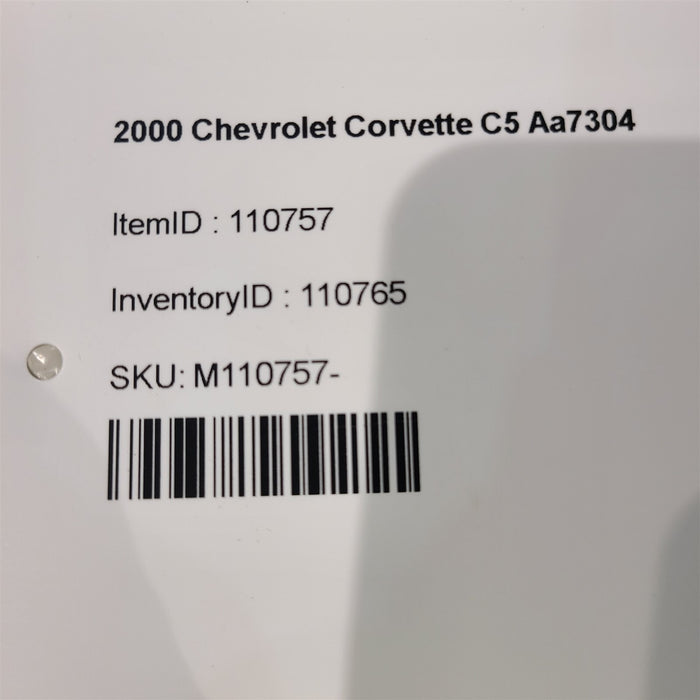 2000 Chevrolet Corvette C5 Aa7304
ItemID : 110757
InventoryID : 110765
SKU: M110757-